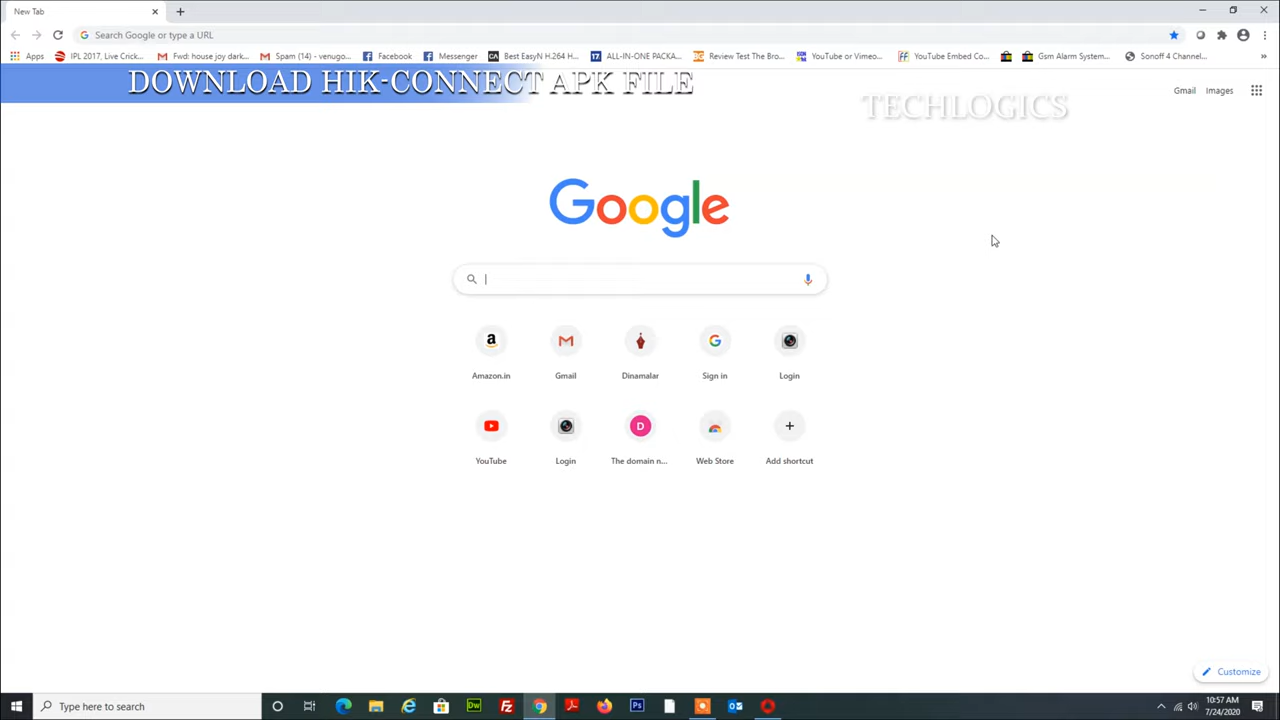 New Tab
Search Google or type a URL
Apps IPL 2017, Live Crick... Fwd: house joy dark... Spam (14) - venugo... Facebook Messenger Best EasyN H.264 H... ALL-IN-ONE PACKA... Review Test The Bro... YouTube or Vimeo... YouTube Embed Co... Gsm Alarm System... Sonoff 4 Channel... »
DOWNLOAD HIK-CONNECT APK FILE
TECHLOGICS
Gmail Images
Google
Amazon.in Gmail Dinamalar Sign in Login
YouTube Login The domain n... Web Store Add shortcut
Customize
Type here to search
10:57 AM
7/24/2020